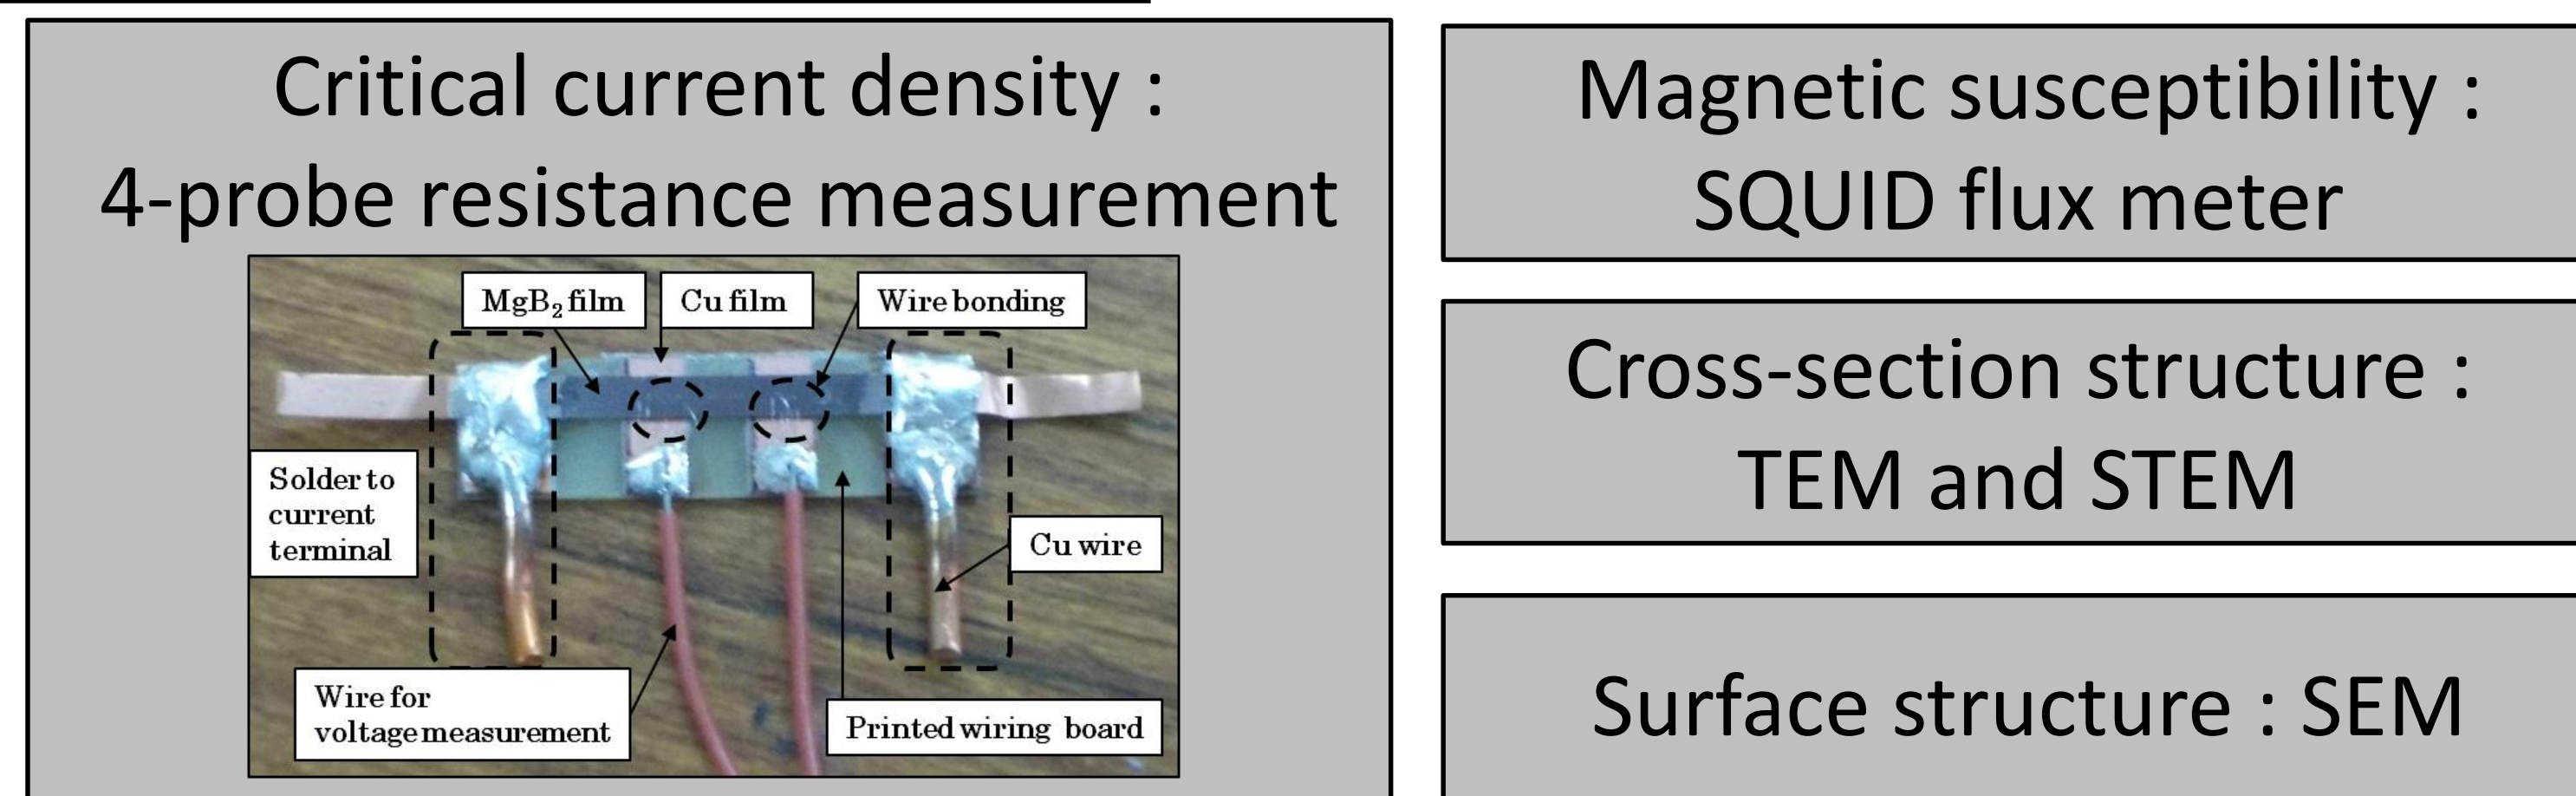 Critical current density :
4-probe resistance measurement
MgB₂ film
Cu film
Wire bonding
Solder to
current
terminal
Cu wire
Wire for
voltage measurement
Printed wiring board
Magnetic susceptibility :
SQUID flux meter
Cross-section structure :
TEM and STEM
Surface structure : SEM